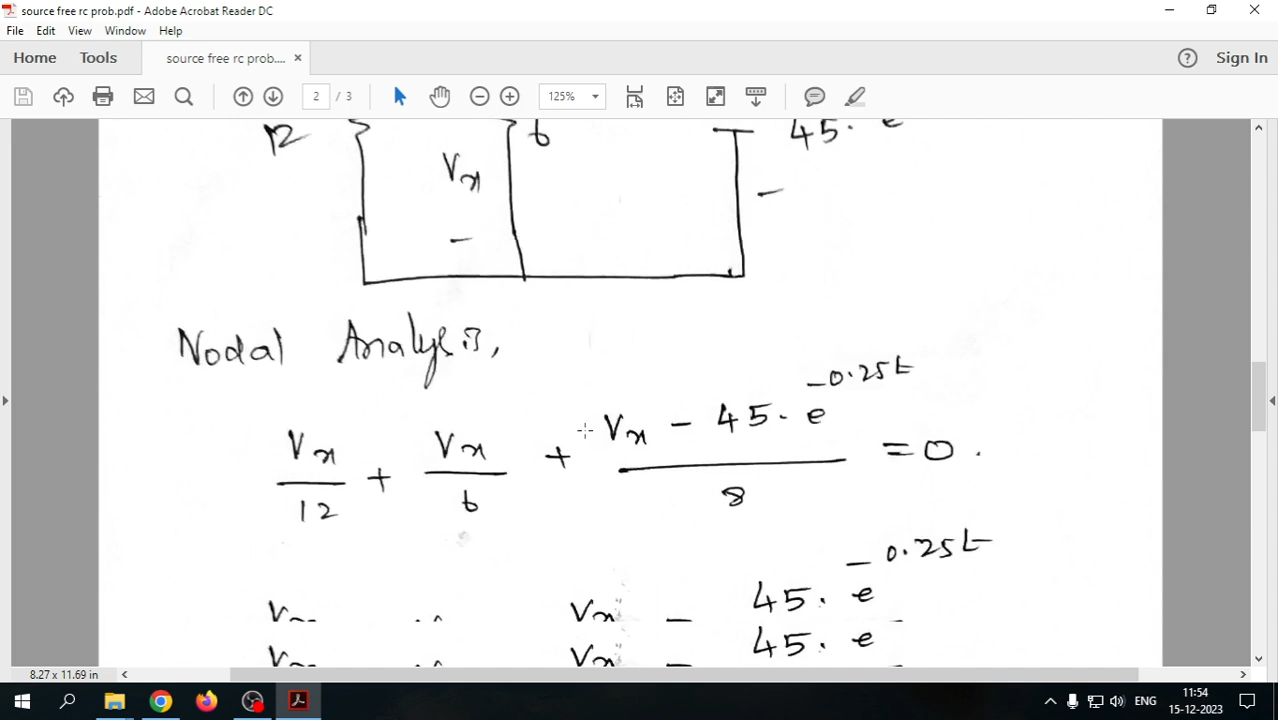 source free rc prob.pdf - Adobe Acrobat Reader DC
File Edit View Window Help
Home Tools source free rc prob.... × Sign In
2 / 3 125%
12 Vx 6 45. e
-
-
Nodal Analysis,
Vx/12 + Vx/6 + (Vx - 45. e^-0.25t)/8 = 0.
Vx Vx - 45. e^-0.25t
Vx Vx - 45. e
8.27 x 11.69 in
ENG 11:54
15-12-2023